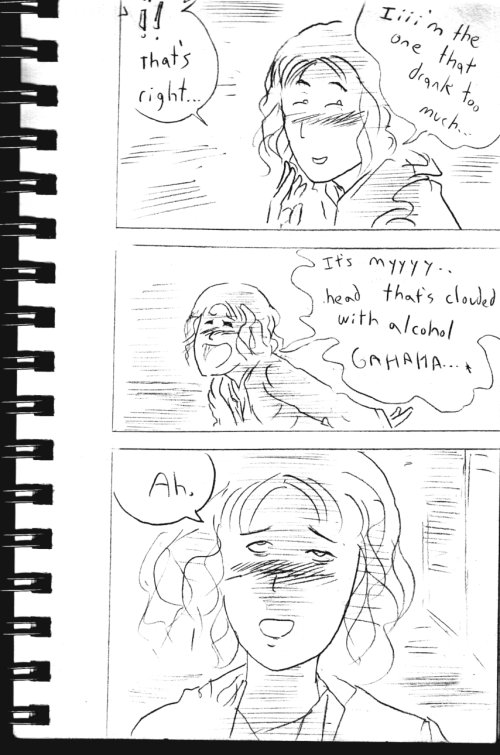 !!
That's
right...
Iiii'm the
one that
drank too
much...
It's myyyy..
head that's clouded
with alcohol
GAHAHA....
Ah.